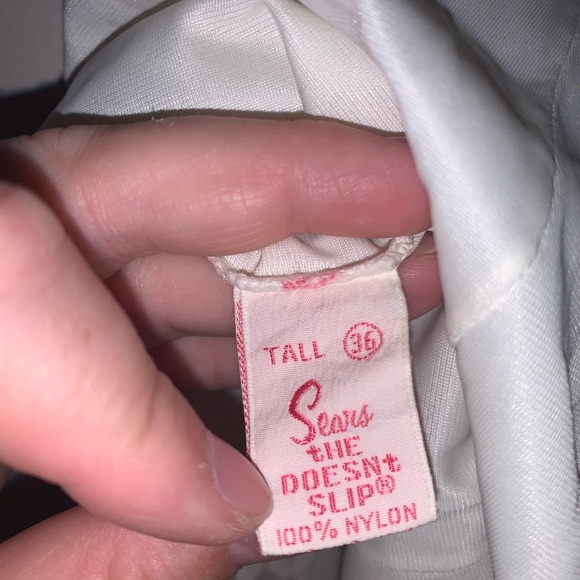 TALL 36
Sears
tHE
DOESNt
SLIP®
100% NYLON